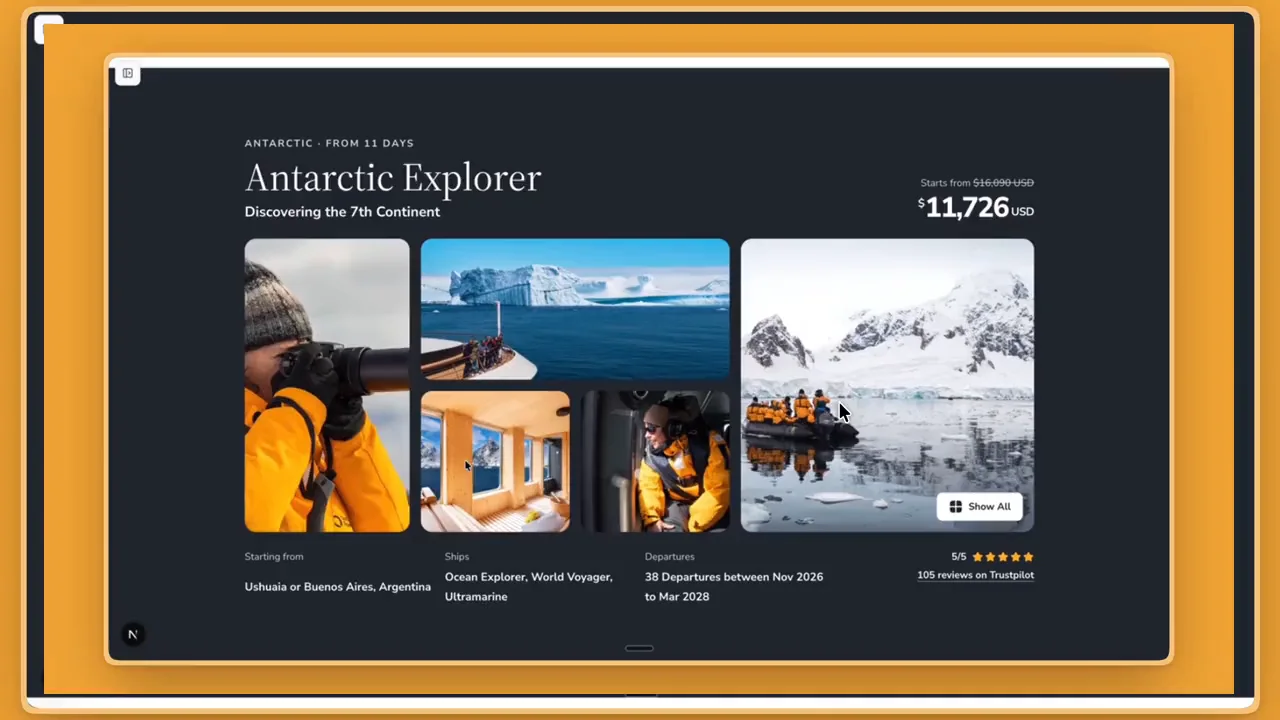 ANTARCTIC · FROM 11 DAYS
Antarctic Explorer
Discovering the 7th Continent
Starts from $16,090 USD
$11,726 USD
Show All
Starting from
Ushuaia or Buenos Aires, Argentina
Ships
Ocean Explorer, World Voyager,
Ultramarine
Departures
38 Departures between Nov 2026
to Mar 2028
5/5
105 reviews on Trustpilot
N